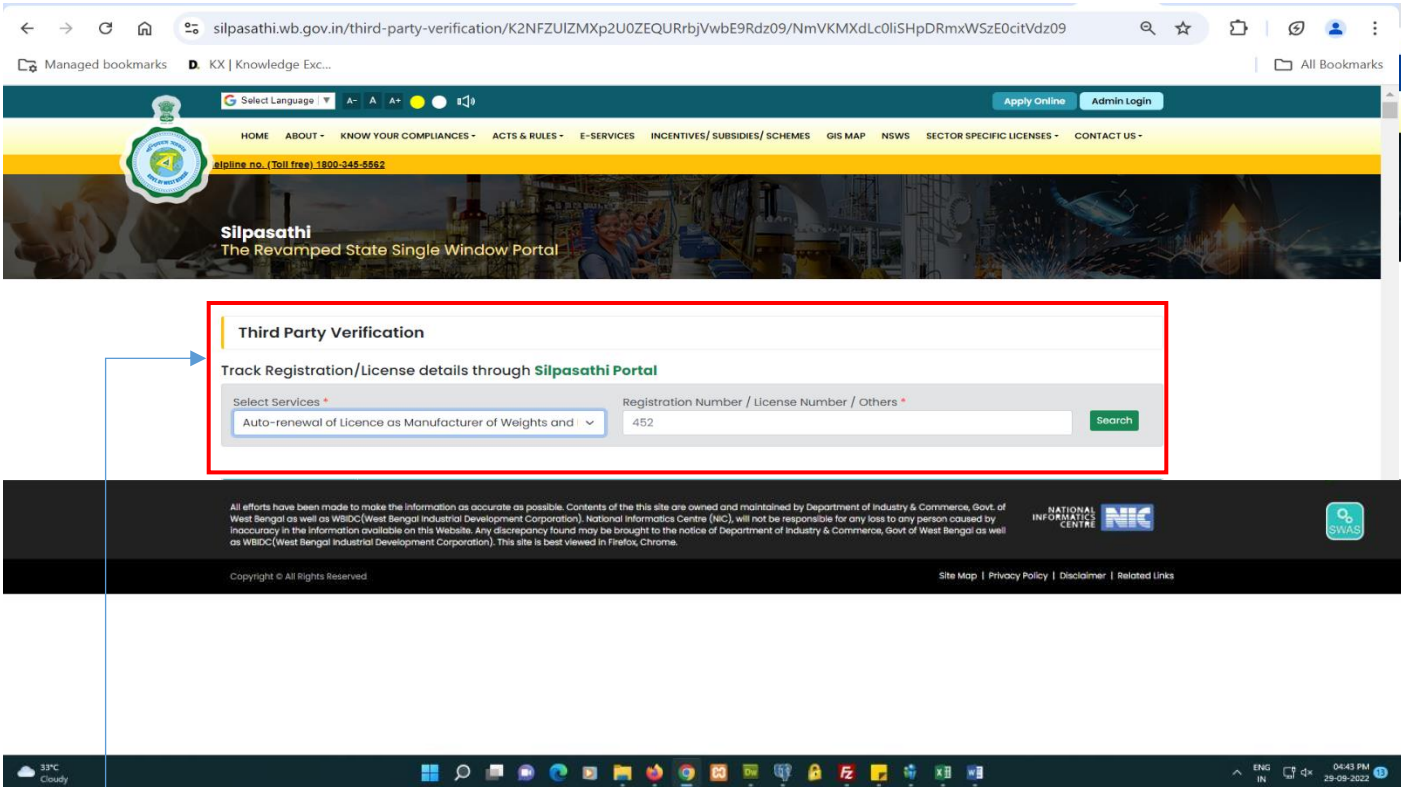 silpasathi.wb.gov.in/third-party-verification/K2NFZUlZMXp2U0ZEQURrbjVwbE9Rdz09/NmVKMXdLc0liSHpDRmxWSzE0citVdz09
Managed bookmarks D. KX | Knowledge Exc... All Bookmarks
G Select Language ▼ A- A A+ Apply Online Admin Login
HOME ABOUT KNOW YOUR COMPLIANCES ACTS & RULES E-SERVICES INCENTIVES/ SUBSIDIES/ SCHEMES GIS MAP NSWS SECTOR SPECIFIC LICENSES CONTACT US
elpline no. (Toll free) 1800-345-5562
Silpasathi
The Revamped State Single Window Portal
Third Party Verification
Track Registration/License details through Silpasathi Portal
Select Services * Registration Number / License Number / Others *
Auto-renewal of Licence as Manufacturer of Weights and 452 Search
All efforts have been made to make the information as accurate as possible. Contents of the this site are owned and maintained by Department of Industry & Commerce, Govt. of
West Bengal as well as WBIDC(West Bengal Industrial Development Corporation). National Informatics Centre (NIC), will not be responsible for any loss to any person caused by
inaccuracy in the information available on this Website. Any discrepancy found may be brought to the notice of Department of Industry & Commerce, Govt of West Bengal as well
as WBIDC(West Bengal Industrial Development Corporation). This site is best viewed in Firefox, Chrome.
NATIONAL
INFORMATICS
CENTRE
NIC
SWAS
Copyright © All Rights Reserved Site Map | Privacy Policy | Disclaimer | Related Links
33°C
Cloudy
ENG
IN
04:43 PM
29-09-2022
13